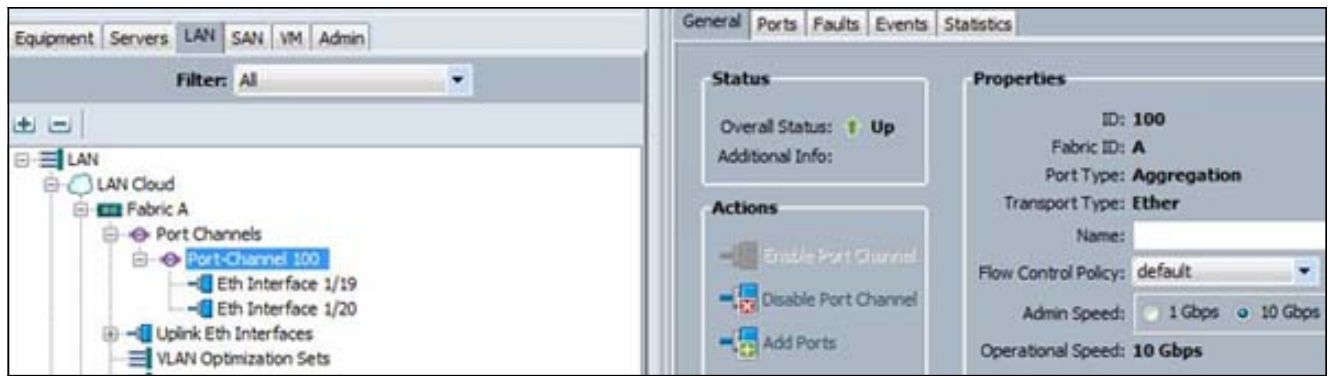 Equipment Servers LAN SAN VM Admin
Filter: All
LAN
LAN Cloud
Fabric A
Port Channels
Port-Channel 100
Eth Interface 1/19
Eth Interface 1/20
Uplink Eth Interfaces
VLAN Optimization Sets
General Ports Faults Events Statistics
Status
Overall Status: Up
Additional Info:
Actions
Enable Port Channel
Disable Port Channel
Add Ports
Properties
ID: 100
Fabric ID: A
Port Type: Aggregation
Transport Type: Ether
Name:
Flow Control Policy: default
Admin Speed: 1 Gbps 10 Gbps
Operational Speed: 10 Gbps